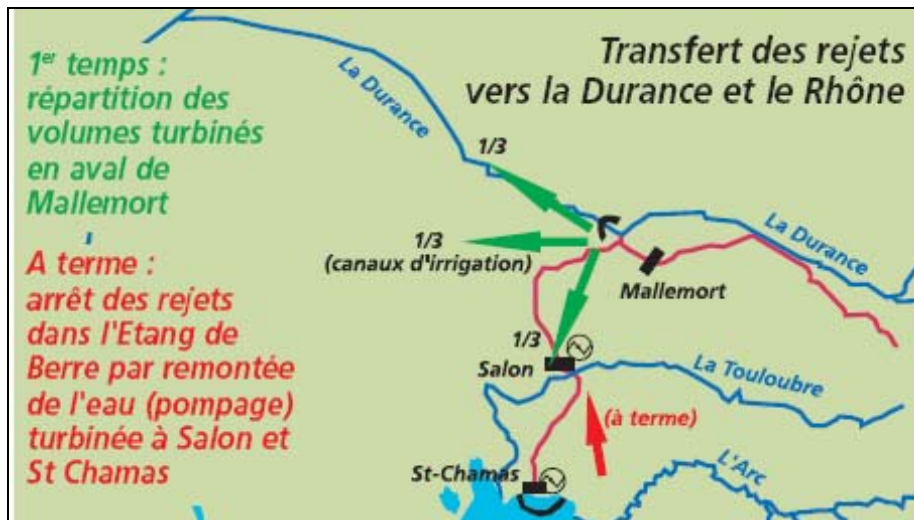 Transfert des rejets
vers la Durance et le Rhône
1er temps :
répartition des
volumes turbinés
en aval de
Mallemort
A terme :
arrêt des rejets
dans l'Etang de
Berre par remontée
de l'eau (pompage)
turbinée à Salon et
St Chamas
La Durance
1/3
1/3
(canaux d'irrigation)
La Durance
Mallemort
1/3
Salon
La Touloubre
(à terme)
St-Chamas
L'Arc